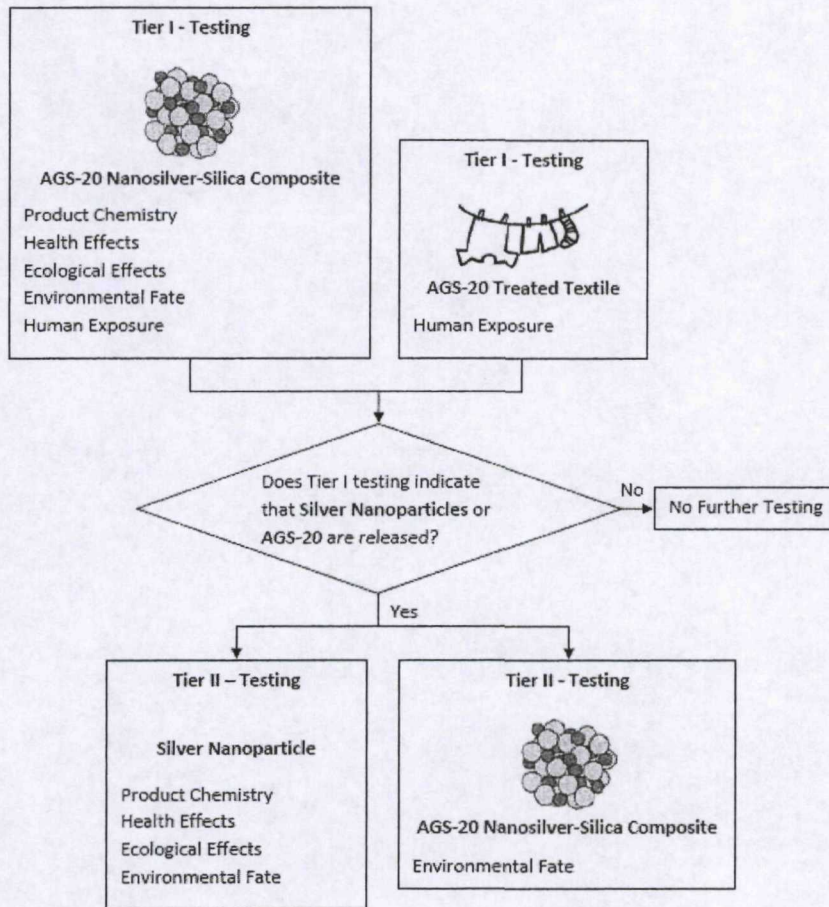 Tier I - Testing
AGS-20 Nanosilver-Silica Composite
Product Chemistry
Health Effects
Ecological Effects
Environmental Fate
Human Exposure
Tier I - Testing
AGS-20 Treated Textile
Human Exposure
Does Tier I testing indicate
that Silver Nanoparticles or
AGS-20 are released?
No
No Further Testing
Yes
Tier II – Testing
Silver Nanoparticle
Product Chemistry
Health Effects
Ecological Effects
Environmental Fate
Tier II - Testing
AGS-20 Nanosilver-Silica Composite
Environmental Fate